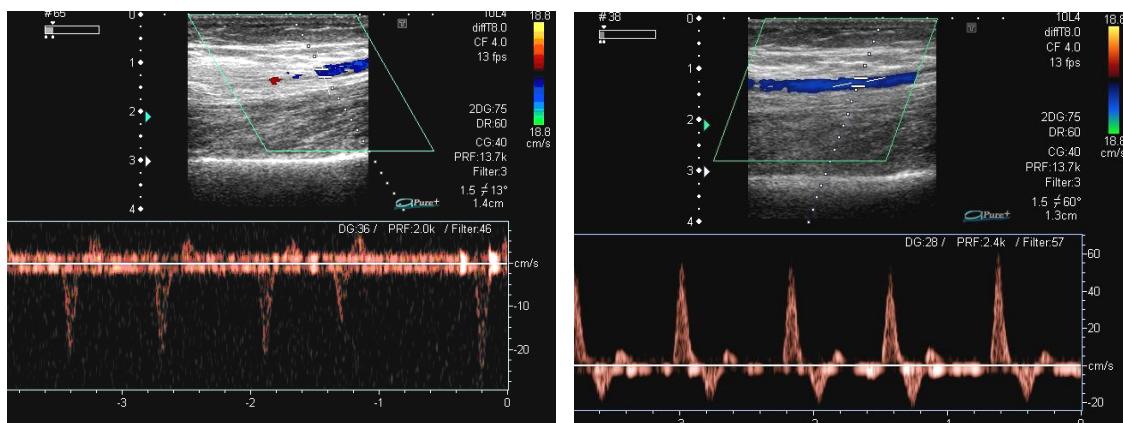 #65
10L4
18.8
diffT8.0
CF 4.0
13 fps
0
1
2
3
4
2DG:75
DR:60
18.8
CG:40
cm/s
PRF:13.7k
Filter:3
1.5 ≠ 13°
aPure+
1.4cm
DG:36 / PRF:2.0k / Filter:46
cm/s
-10
-20
-3
-2
-1
0
#38
10L4
18.8
diffT8.0
CF 4.0
13 fps
0
1
2
3
4
2DG:75
DR:60
18.8
CG:40
cm/s
PRF:13.7k
Filter:3
1.5 ≠ 60°
aPure+
1.3cm
DG:28 / PRF:2.4k / Filter:57
60
40
20
cm/s
-20